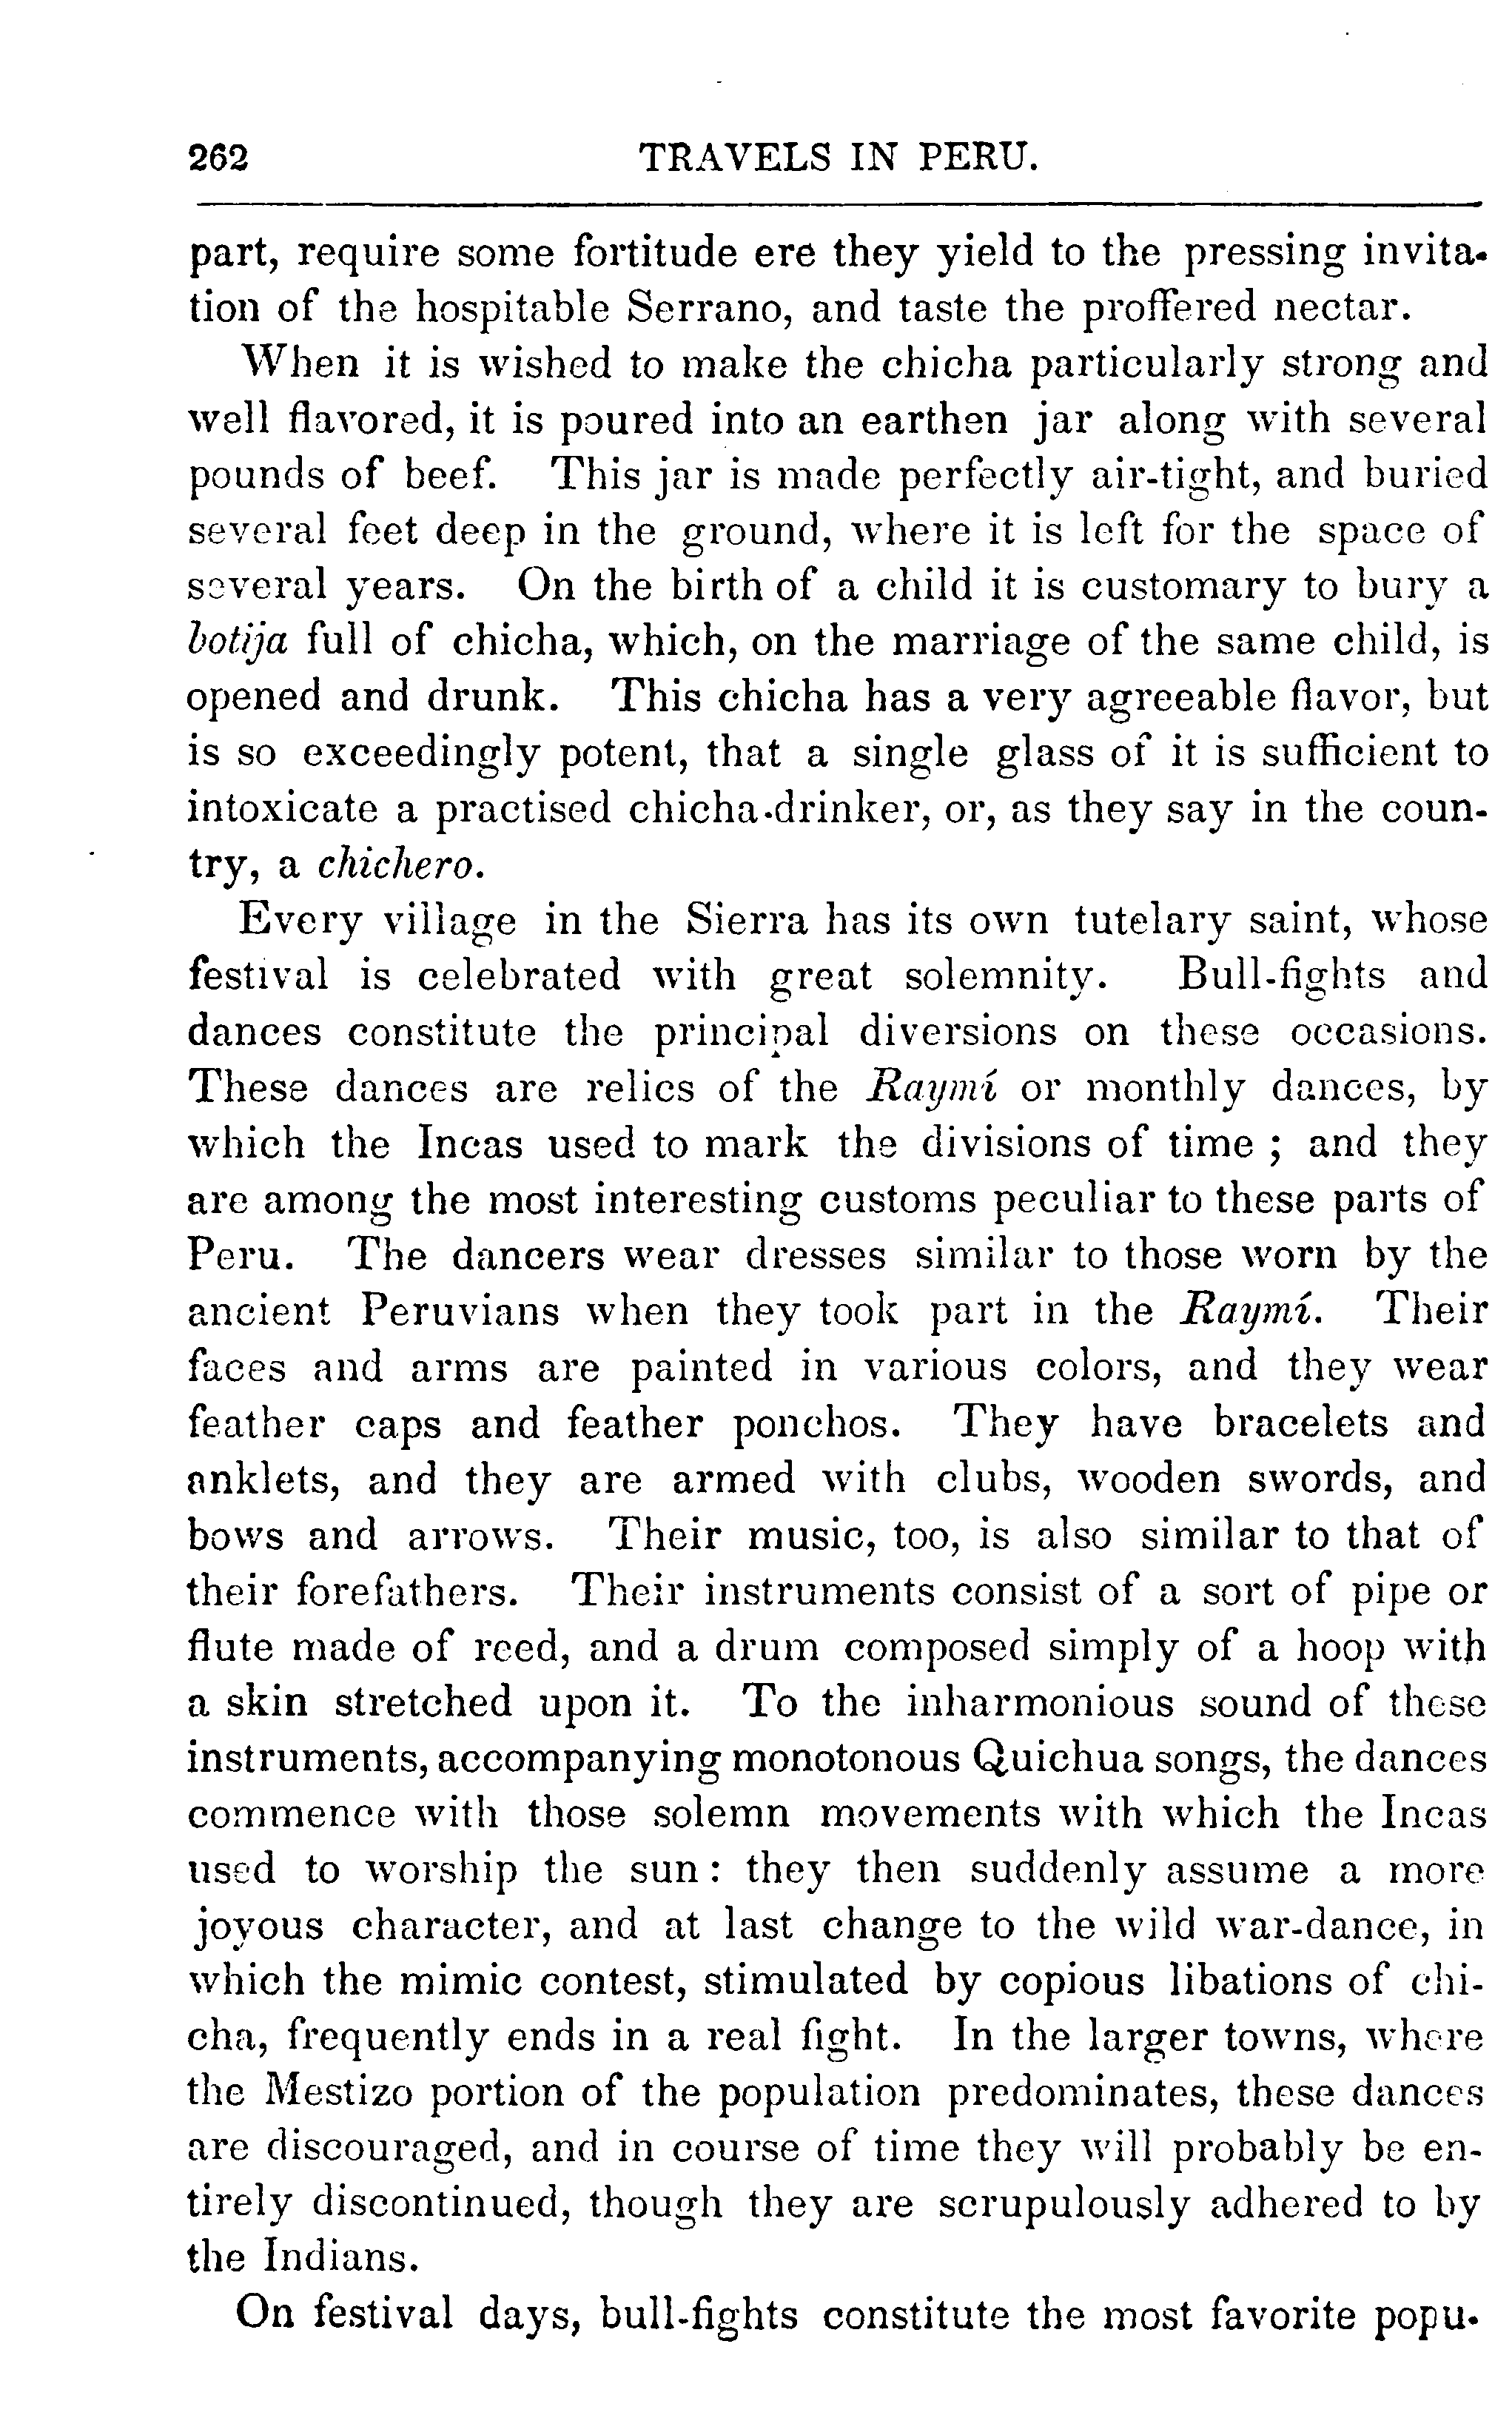 262 TRAVELS IN PERU.
part, require some fortitude ere they yield to the pressing invita-
tion of the hospitable Serrano, and taste the proffered nectar.
When it is wished to make the chicha particularly strong and
well flavored, it is poured into an earthen jar along with several
pounds of beef. This jar is made perfectly air-tight, and buried
several feet deep in the ground, where it is left for the space of
several years. On the birth of a child it is customary to bury a
botija full of chicha, which, on the marriage of the same child, is
opened and drunk. This chicha has a very agreeable flavor, but
is so exceedingly potent, that a single glass of it is sufficient to
intoxicate a practised chicha-drinker, or, as they say in the coun-
try, a chichero.
Every village in the Sierra has its own tutelary saint, whose
festival is celebrated with great solemnity. Bull-fights and
dances constitute the principal diversions on these occasions.
These dances are relics of the Raymí or monthly dances, by
which the Incas used to mark the divisions of time ; and they
are among the most interesting customs peculiar to these parts of
Peru. The dancers wear dresses similar to those worn by the
ancient Peruvians when they took part in the Raymí. Their
faces and arms are painted in various colors, and they wear
feather caps and feather ponchos. They have bracelets and
anklets, and they are armed with clubs, wooden swords, and
bows and arrows. Their music, too, is also similar to that of
their forefathers. Their instruments consist of a sort of pipe or
flute made of reed, and a drum composed simply of a hoop with
a skin stretched upon it. To the inharmonious sound of these
instruments, accompanying monotonous Quichua songs, the dances
commence with those solemn movements with which the Incas
used to worship the sun : they then suddenly assume a more
joyous character, and at last change to the wild war-dance, in
which the mimic contest, stimulated by copious libations of chi-
cha, frequently ends in a real fight. In the larger towns, where
the Mestizo portion of the population predominates, these dances
are discouraged, and in course of time they will probably be en-
tirely discontinued, though they are scrupulously adhered to by
the Indians.
On festival days, bull-fights constitute the most favorite popu-